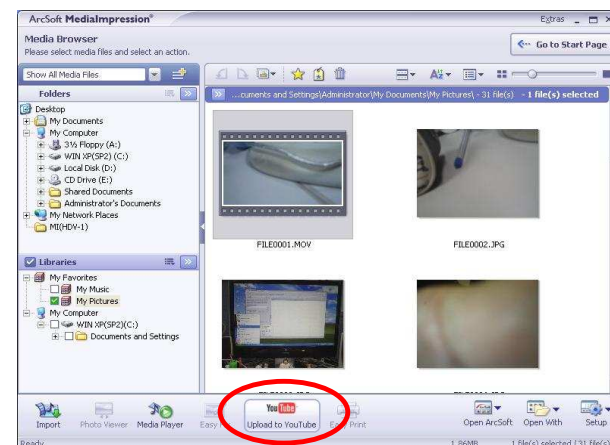 ArcSoft MediaImpression®
Extras
Media Browser
Please select media files and select an action.
Go to Start Page
Show All Media Files
Folders
...cuments and Settings\Administrator\My Documents\My Pictures\ - 31 file(s) - 1 file(s) selected
Desktop
My Documents
My Computer
3½ Floppy (A:)
WIN XP(SP2) (C:)
Local Disk (D:)
CD Drive (E:)
Shared Documents
Administrator's Documents
My Network Places
MI(HDV-1)
FILE0001.MOV
FILE0002.JPG
Libraries
My Favorites
My Music
My Pictures
My Computer
WIN XP(SP2)(C:)
Documents and Settings
You Tube
Import
Photo Viewer
Media Player
Upload to YouTube
Print
Open ArcSoft
Open With
Setup
Ready
1.86MB
1 file(s) selected (31 file(s)